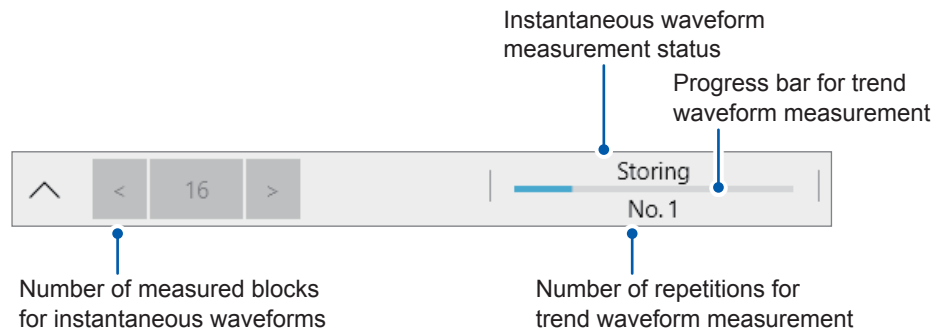 Instantaneous waveform
measurement status
Progress bar for trend
waveform measurement
< 16 >
Storing
No. 1
Number of measured blocks
for instantaneous waveforms
Number of repetitions for
trend waveform measurement